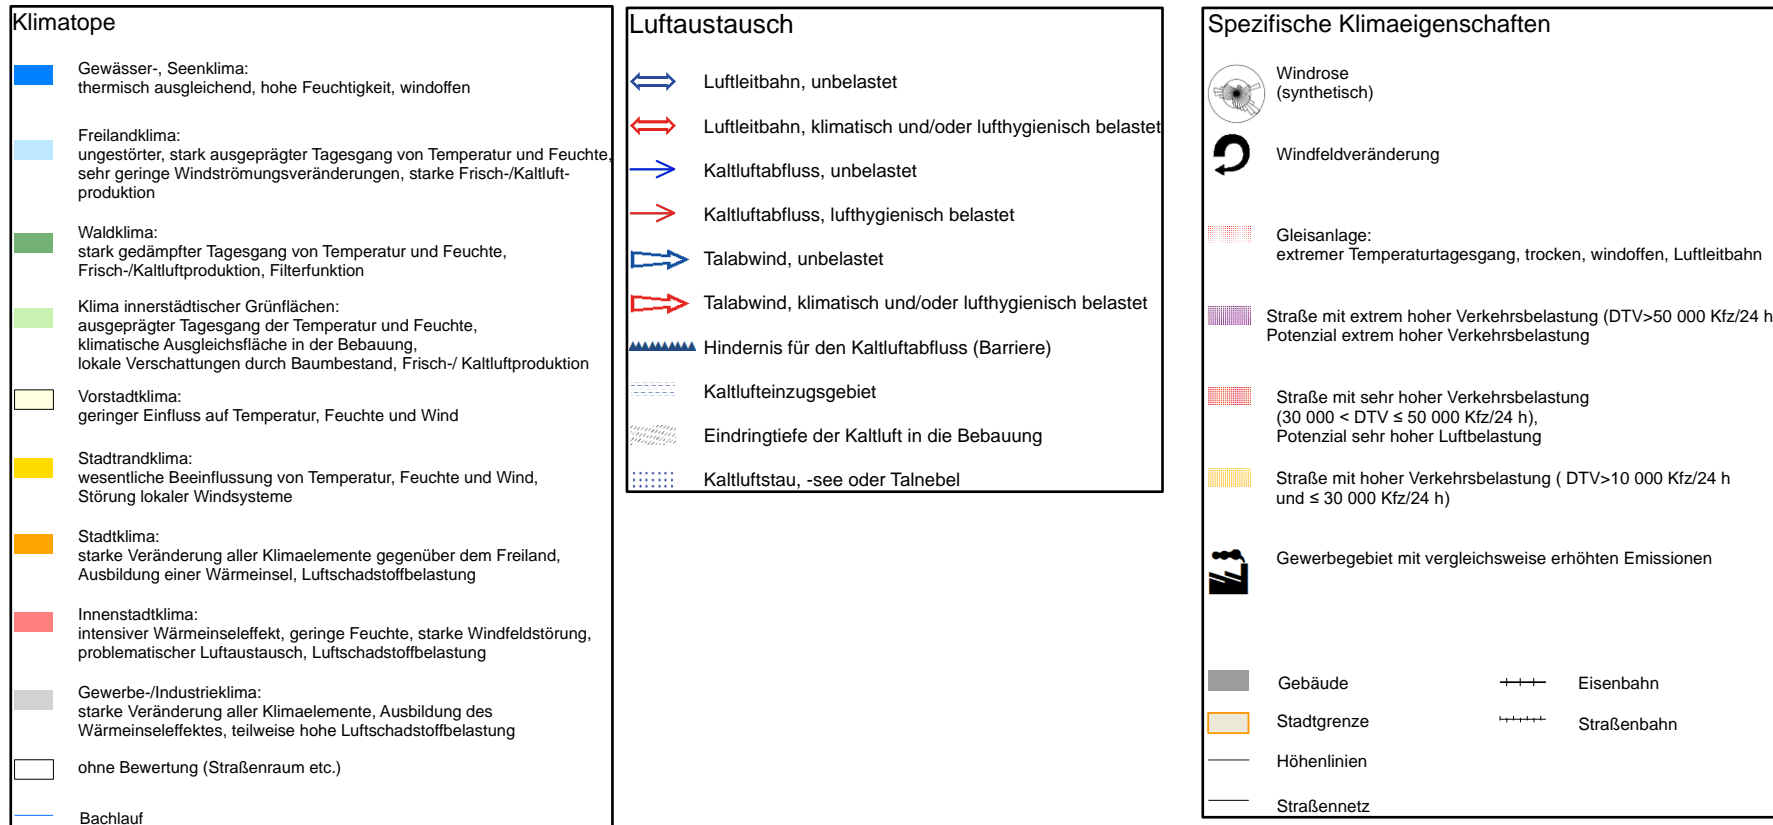 Klimatope
Gewässer-, Seenklima:
thermisch ausgleichend, hohe Feuchtigkeit, windoffen
Freilandklima:
ungestörter, stark ausgeprägter Tagesgang von Temperatur und Feuchte,
sehr geringe Windströmungsveränderungen, starke Frisch-/Kaltluft-
produktion
Waldklima:
stark gedämpfter Tagesgang von Temperatur und Feuchte,
Frisch-/Kaltluftproduktion, Filterfunktion
Klima innerstädtischer Grünflächen:
ausgeprägter Tagesgang der Temperatur und Feuchte,
klimatische Ausgleichsfläche in der Bebauung,
lokale Verschattungen durch Baumbestand, Frisch-/ Kaltluftproduktion
Vorstadtklima:
geringer Einfluss auf Temperatur, Feuchte und Wind
Stadtrandklima:
wesentliche Beeinflussung von Temperatur, Feuchte und Wind,
Störung lokaler Windsysteme
Stadtklima:
starke Veränderung aller Klimaelemente gegenüber dem Freiland,
Ausbildung einer Wärmeinsel, Luftschadstoffbelastung
Innenstadtklima:
intensiver Wärmeinseleffekt, geringe Feuchte, starke Windfeldstörung,
problematischer Luftaustausch, Luftschadstoffbelastung
Gewerbe-/Industrieklima:
starke Veränderung aller Klimaelemente, Ausbildung des
Wärmeinseleffektes, teilweise hohe Luftschadstoffbelastung
ohne Bewertung (Straßenraum etc.)
Bachlauf
Luftaustausch
Luftleitbahn, unbelastet
Luftleitbahn, klimatisch und/oder lufthygienisch belastet
Kaltluftabfluss, unbelastet
Kaltluftabfluss, lufthygienisch belastet
Talabwind, unbelastet
Talabwind, klimatisch und/oder lufthygienisch belastet
Hindernis für den Kaltluftabfluss (Barriere)
Kaltlufteinzugsgebiet
Eindringtiefe der Kaltluft in die Bebauung
Kaltluftstau, -see oder Talnebel
Spezifische Klimaeigenschaften
Windrose
(synthetisch)
Windfeldveränderung
Gleisanlage:
extremer Temperaturtagesgang, trocken, windoffen, Luftleitbahn
Straße mit extrem hoher Verkehrsbelastung (DTV>50 000 Kfz/24 h
Potenzial extrem hoher Verkehrsbelastung
Straße mit sehr hoher Verkehrsbelastung
(30 000 < DTV ≤ 50 000 Kfz/24 h),
Potenzial sehr hoher Luftbelastung
Straße mit hoher Verkehrsbelastung ( DTV>10 000 Kfz/24 h
und ≤ 30 000 Kfz/24 h)
Gewerbegebiet mit vergleichsweise erhöhten Emissionen
Gebäude
Eisenbahn
Stadtgrenze
Straßenbahn
Höhenlinien
Straßennetz